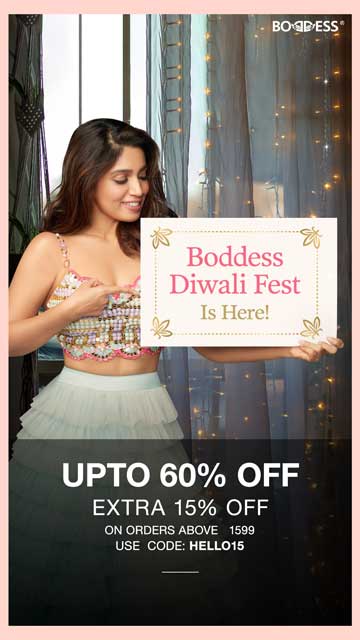 BODDESS®
Boddess
Diwali Fest
Is Here!
UPTO 60% OFF
EXTRA 15% OFF
ON ORDERS ABOVE 1599
USE CODE: HELLO15